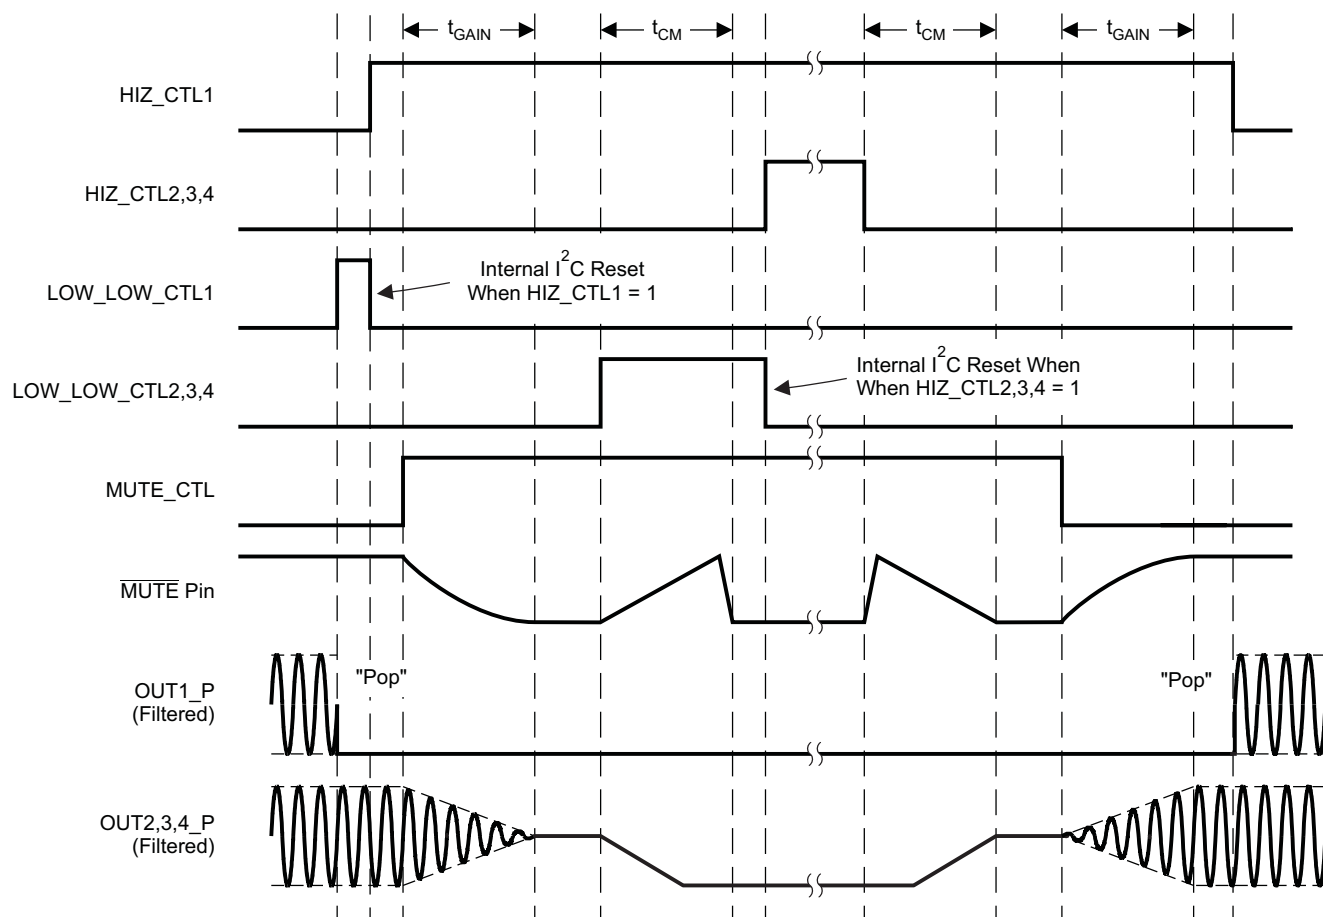 tGAIN tCM tCM tGAIN
HIZ_CTL1
HIZ_CTL2,3,4
Internal I2C Reset
When HIZ_CTL1 = 1
LOW_LOW_CTL1
Internal I2C Reset When
When HIZ_CTL2,3,4 = 1
LOW_LOW_CTL2,3,4
MUTE_CTL
MUTE Pin
"Pop" "Pop"
OUT1_P
(Filtered)
OUT2,3,4_P
(Filtered)